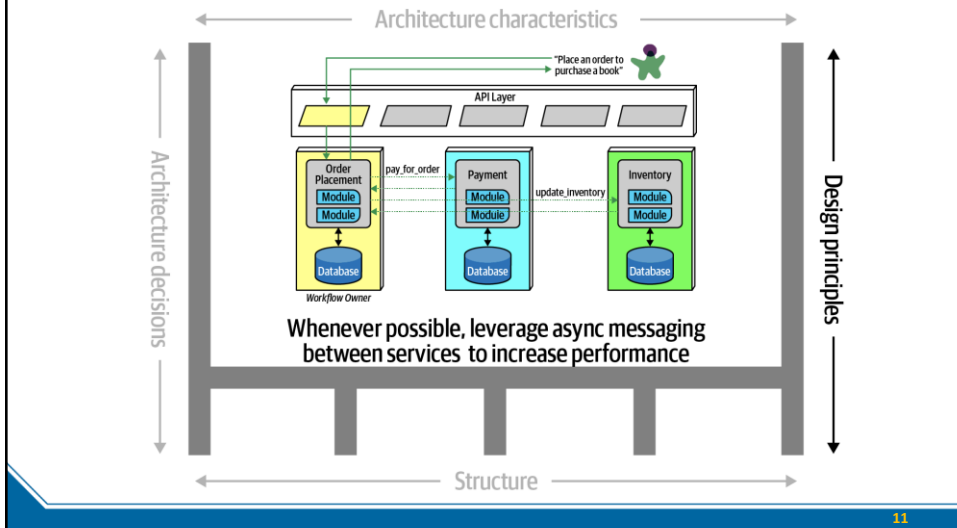 Architecture characteristics
"Place an order to
purchase a book"
API Layer
Architecture decisions
Order
Placement
Module
Module
Database
Workflow Owner
pay_for_order
Payment
Module
Module
Database
update_inventory
Inventory
Module
Module
Database
Design principles
Whenever possible, leverage async messaging
between services to increase performance
Structure
11